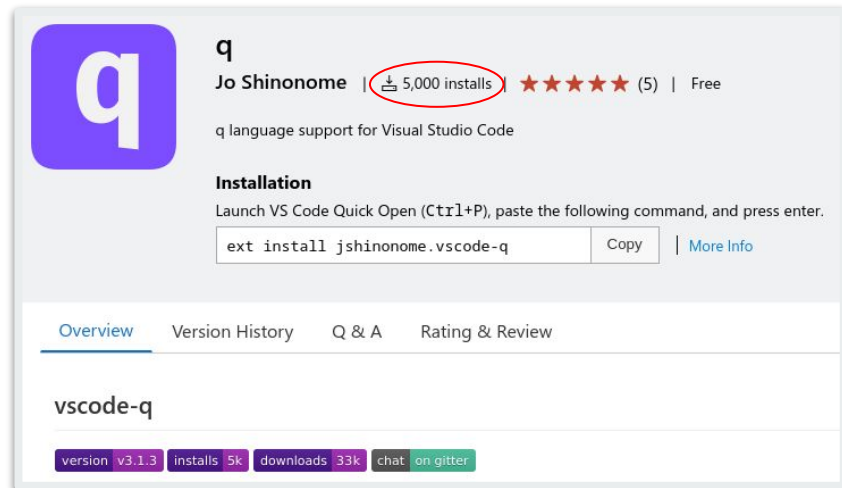 q
q
Jo Shinonome | 5,000 installs | ★★★★★ (5) | Free
q language support for Visual Studio Code
Installation
Launch VS Code Quick Open (Ctrl+P), paste the following command, and press enter.
ext install jshinonome.vscode-q Copy | More Info
Overview Version History Q & A Rating & Review
vscode-q
version v3.1.3 installs 5k downloads 33k chat on gitter